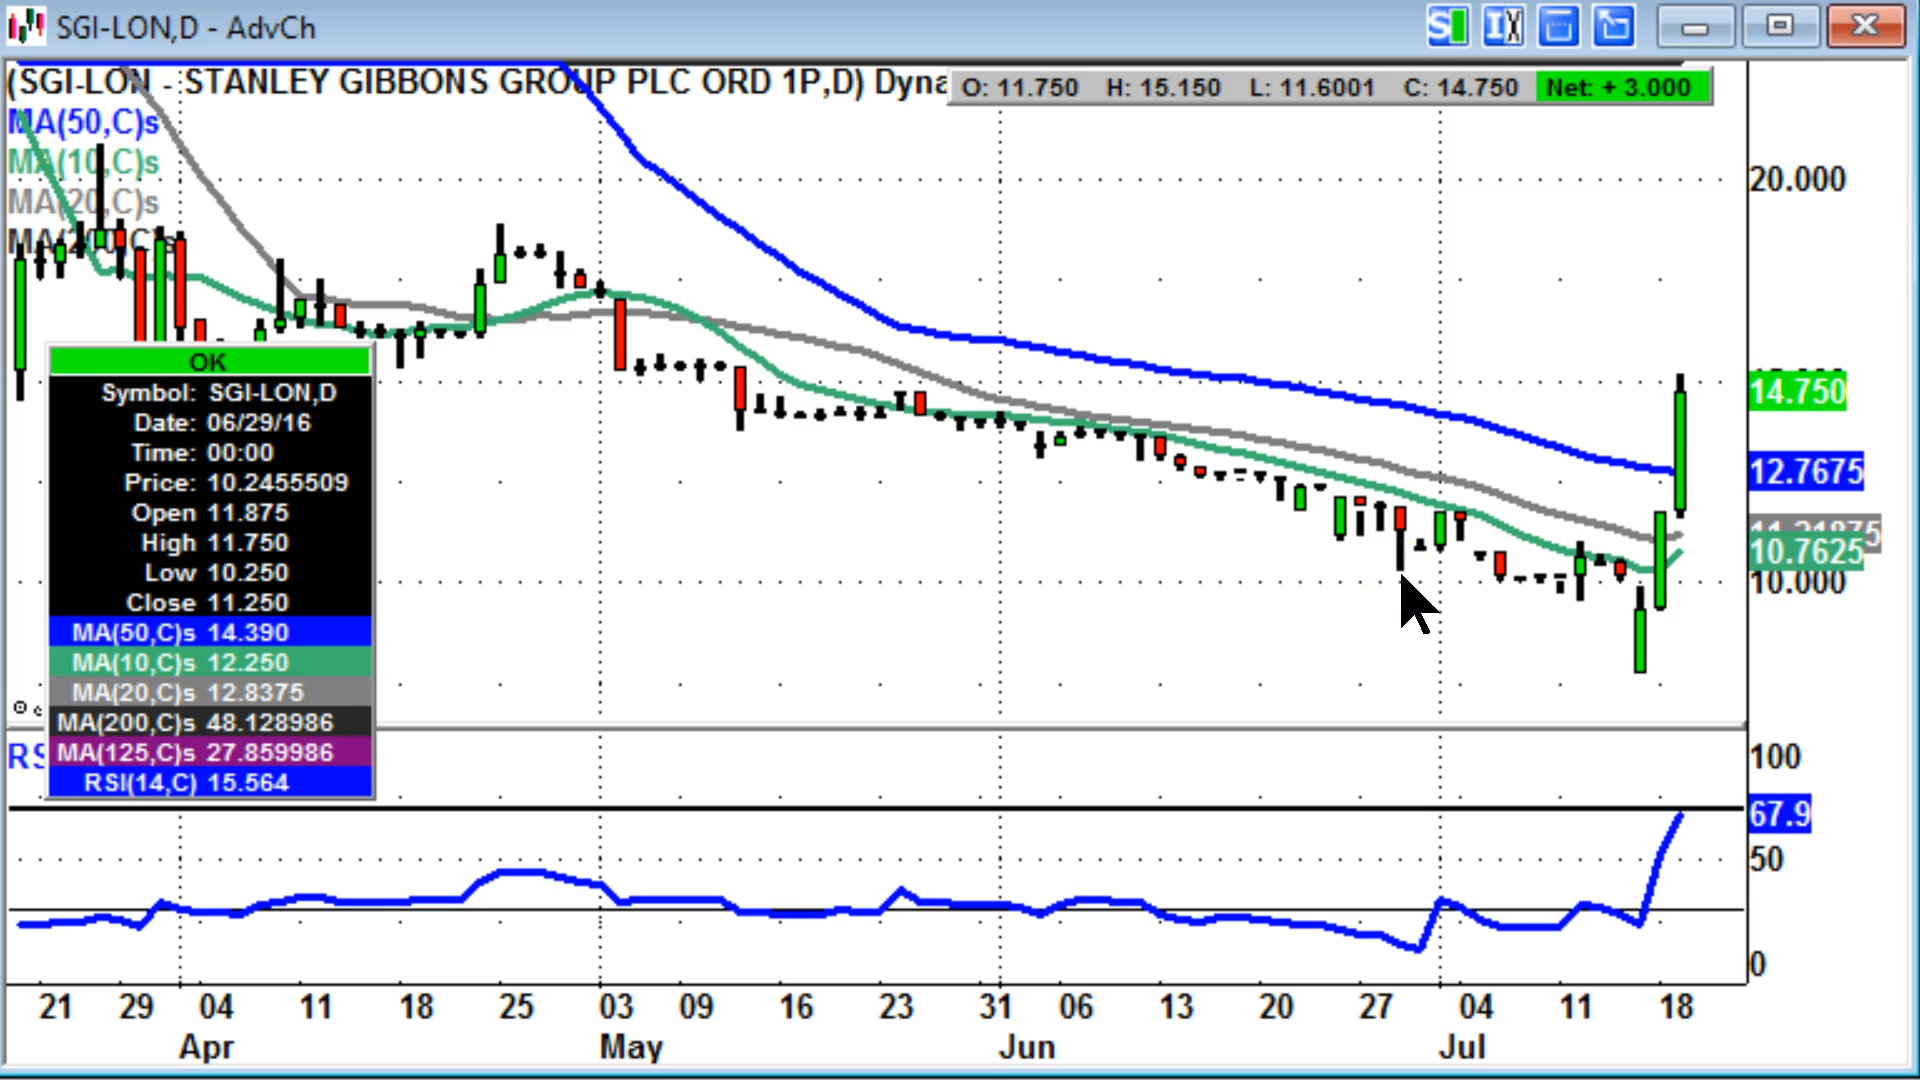 SGI-LON,D - AdvCh
(SGI-LON - STANLEY GIBBONS GROUP PLC ORD 1P,D) Dyna
O: 11.750 H: 15.150 L: 11.6001 C: 14.750 Net: + 3.000
MA(50,C)s
MA(10,C)s
MA(20,C)s
MA(200,C)s
20.000
14.750
12.7675
11.21875
10.7625
10.000
OK
Symbol: SGI-LON,D
Date: 06/29/16
Time: 00:00
Price: 10.2455509
Open 11.875
High 11.750
Low 10.250
Close 11.250
MA(50,C)s 14.390
MA(10,C)s 12.250
MA(20,C)s 12.8375
MA(200,C)s 48.128986
MA(125,C)s 27.859986
RSI(14,C) 15.564
RS
100
67.9
50
0
21 29 04 11 18 25 03 09 16 23 31 06 13 20 27 04 11 18
Apr May Jun Jul